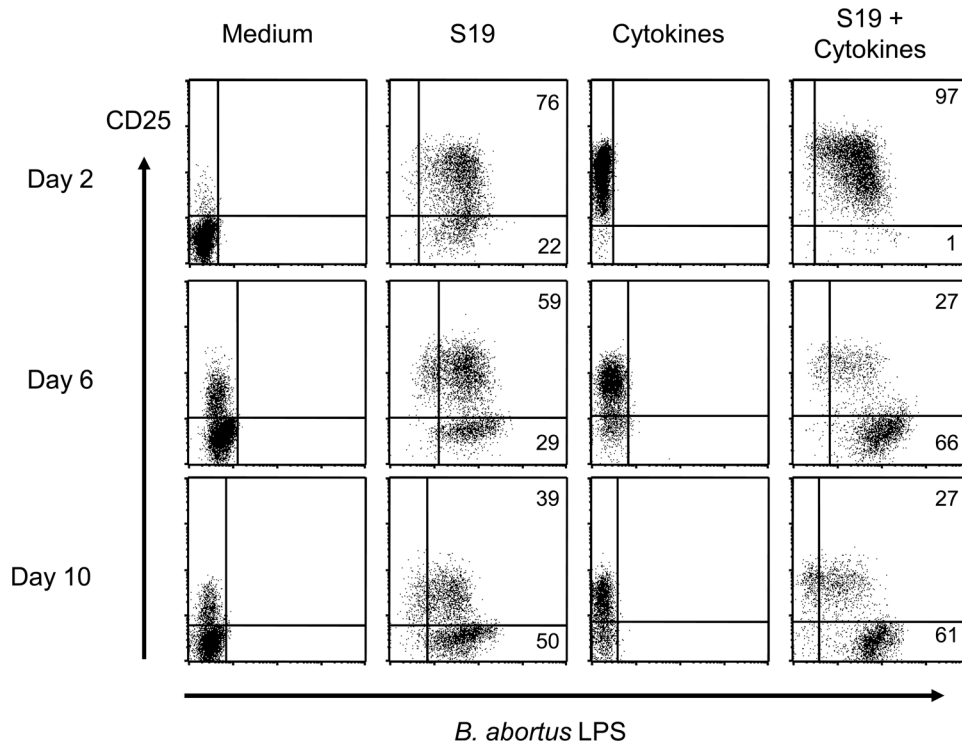 Medium
S19
Cytokines
S19 +
Cytokines
CD25
Day 2
76
22
97
1
Day 6
59
29
27
66
Day 10
39
50
27
61
B. abortus LPS